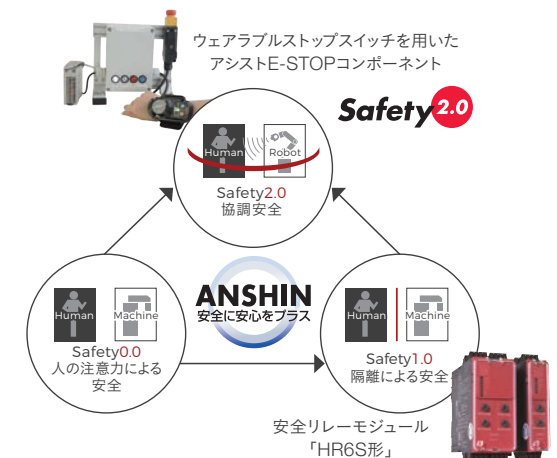 ウェアラブルストップスイッチを用いた
アシストE-STOPコンポーネント
Safety2.0
Human
Robot
Safety2.0
協調安全
ANSHIN
安全に安心をプラス
Human
Machine
Safety0.0
人の注意力による
安全
Human
Machine
Safety1.0
隔離による安全
安全リレーモジュール
「HR6S形」